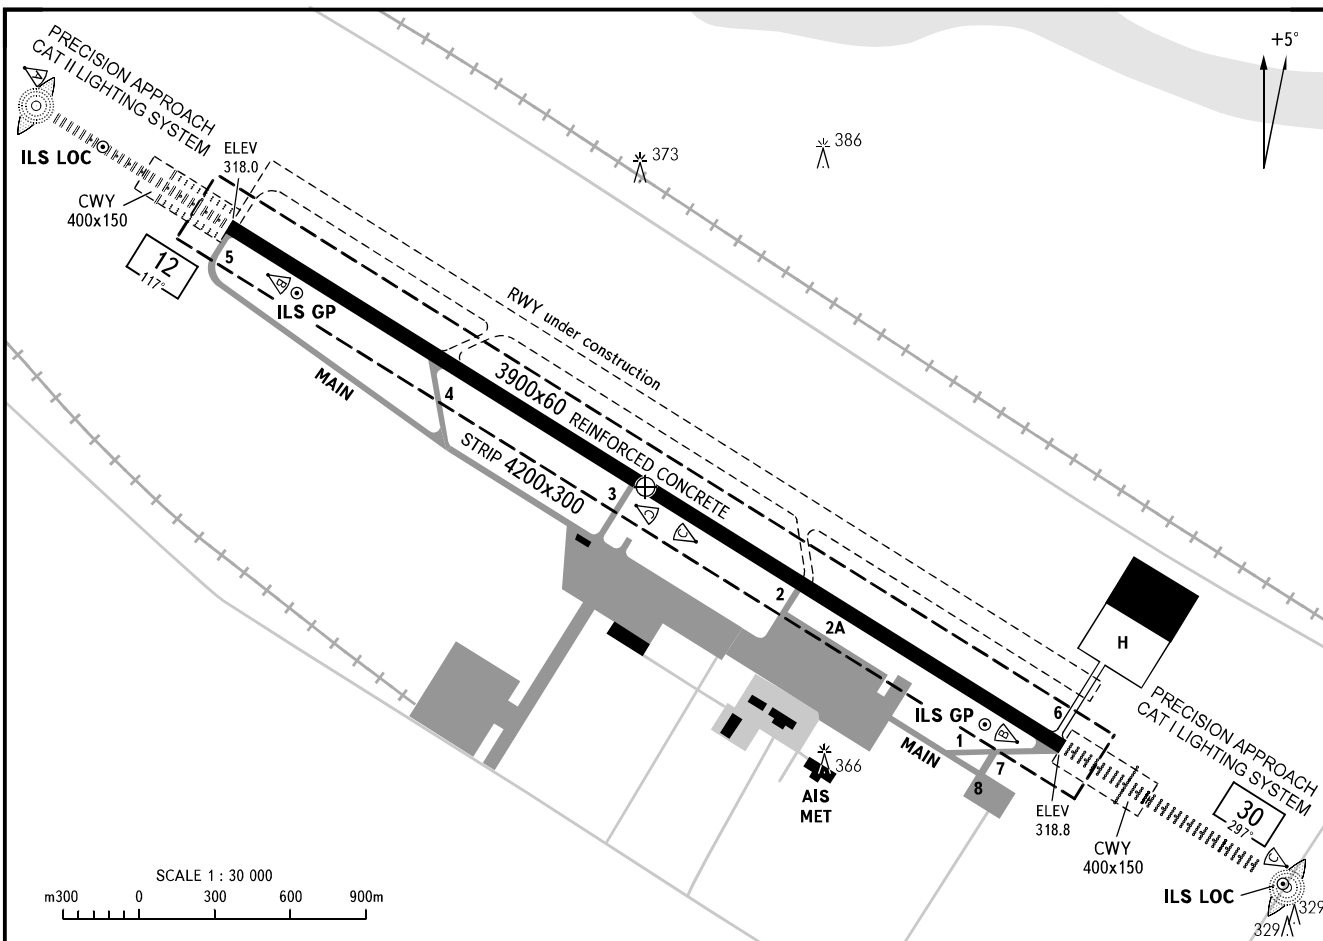 PRECISION APPROACH
CAT II LIGHTING SYSTEM
A
ILS LOC
CWY
400x150
ELEV
318.0
12
117°
5
B
ILS GP
MAIN
4
373
386
+5°
RWY under construction
3900x60 REINFORCED CONCRETE
STRIP 4200x300
3
C
C
2
2A
H
6
ILS GP
B
1
MAIN
7
8
366
AIS
MET
ELEV
318.8
PRECISION APPROACH
CAT I LIGHTING SYSTEM
30
297°
CWY
400x150
C
ILS LOC
329
329
SCALE 1 : 30 000
m300 0 300 600 900m